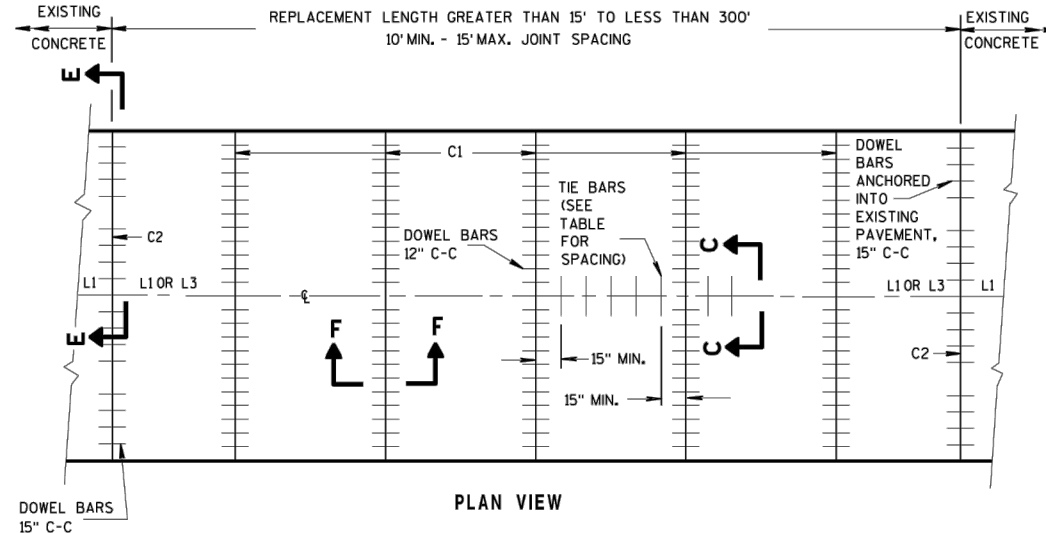 EXISTING
CONCRETE
REPLACEMENT LENGTH GREATER THAN 15' TO LESS THAN 300'
10' MIN. - 15' MAX. JOINT SPACING
EXISTING
CONCRETE
E
C1
DOWEL
BARS
ANCHORED
INTO
EXISTING
PAVEMENT,
15" C-C
TIE BARS
(SEE
TABLE
FOR
SPACING)
DOWEL BARS
12" C-C
C2
C
L1
L1 OR L3
℄
L1 OR L3
L1
E
F
F
C
15" MIN.
C2
15" MIN.
DOWEL BARS
15" C-C
PLAN VIEW